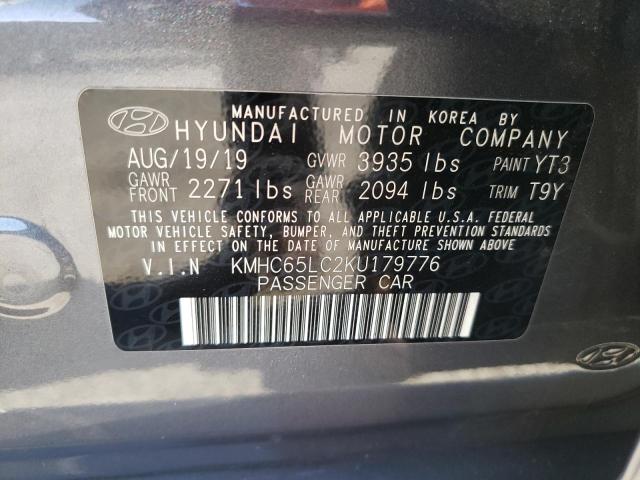 MANUFACTURED IN KOREA BY
HYUNDAI MOTOR COMPANY
AUG/19/19 GVWR 3935 lbs PAINT YT3
GAWR FRONT 2271 lbs GAWR REAR 2094 lbs TRIM T9Y
THIS VEHICLE CONFORMS TO ALL APPLICABLE U.S.A. FEDERAL
MOTOR VEHICLE SAFETY, BUMPER, AND THEFT PREVENTION STANDARDS
IN EFFECT ON THE DATE OF MANUFACTURE SHOWN ABOVE
V.I.N KMHC65LC2KU179776
PASSENGER CAR